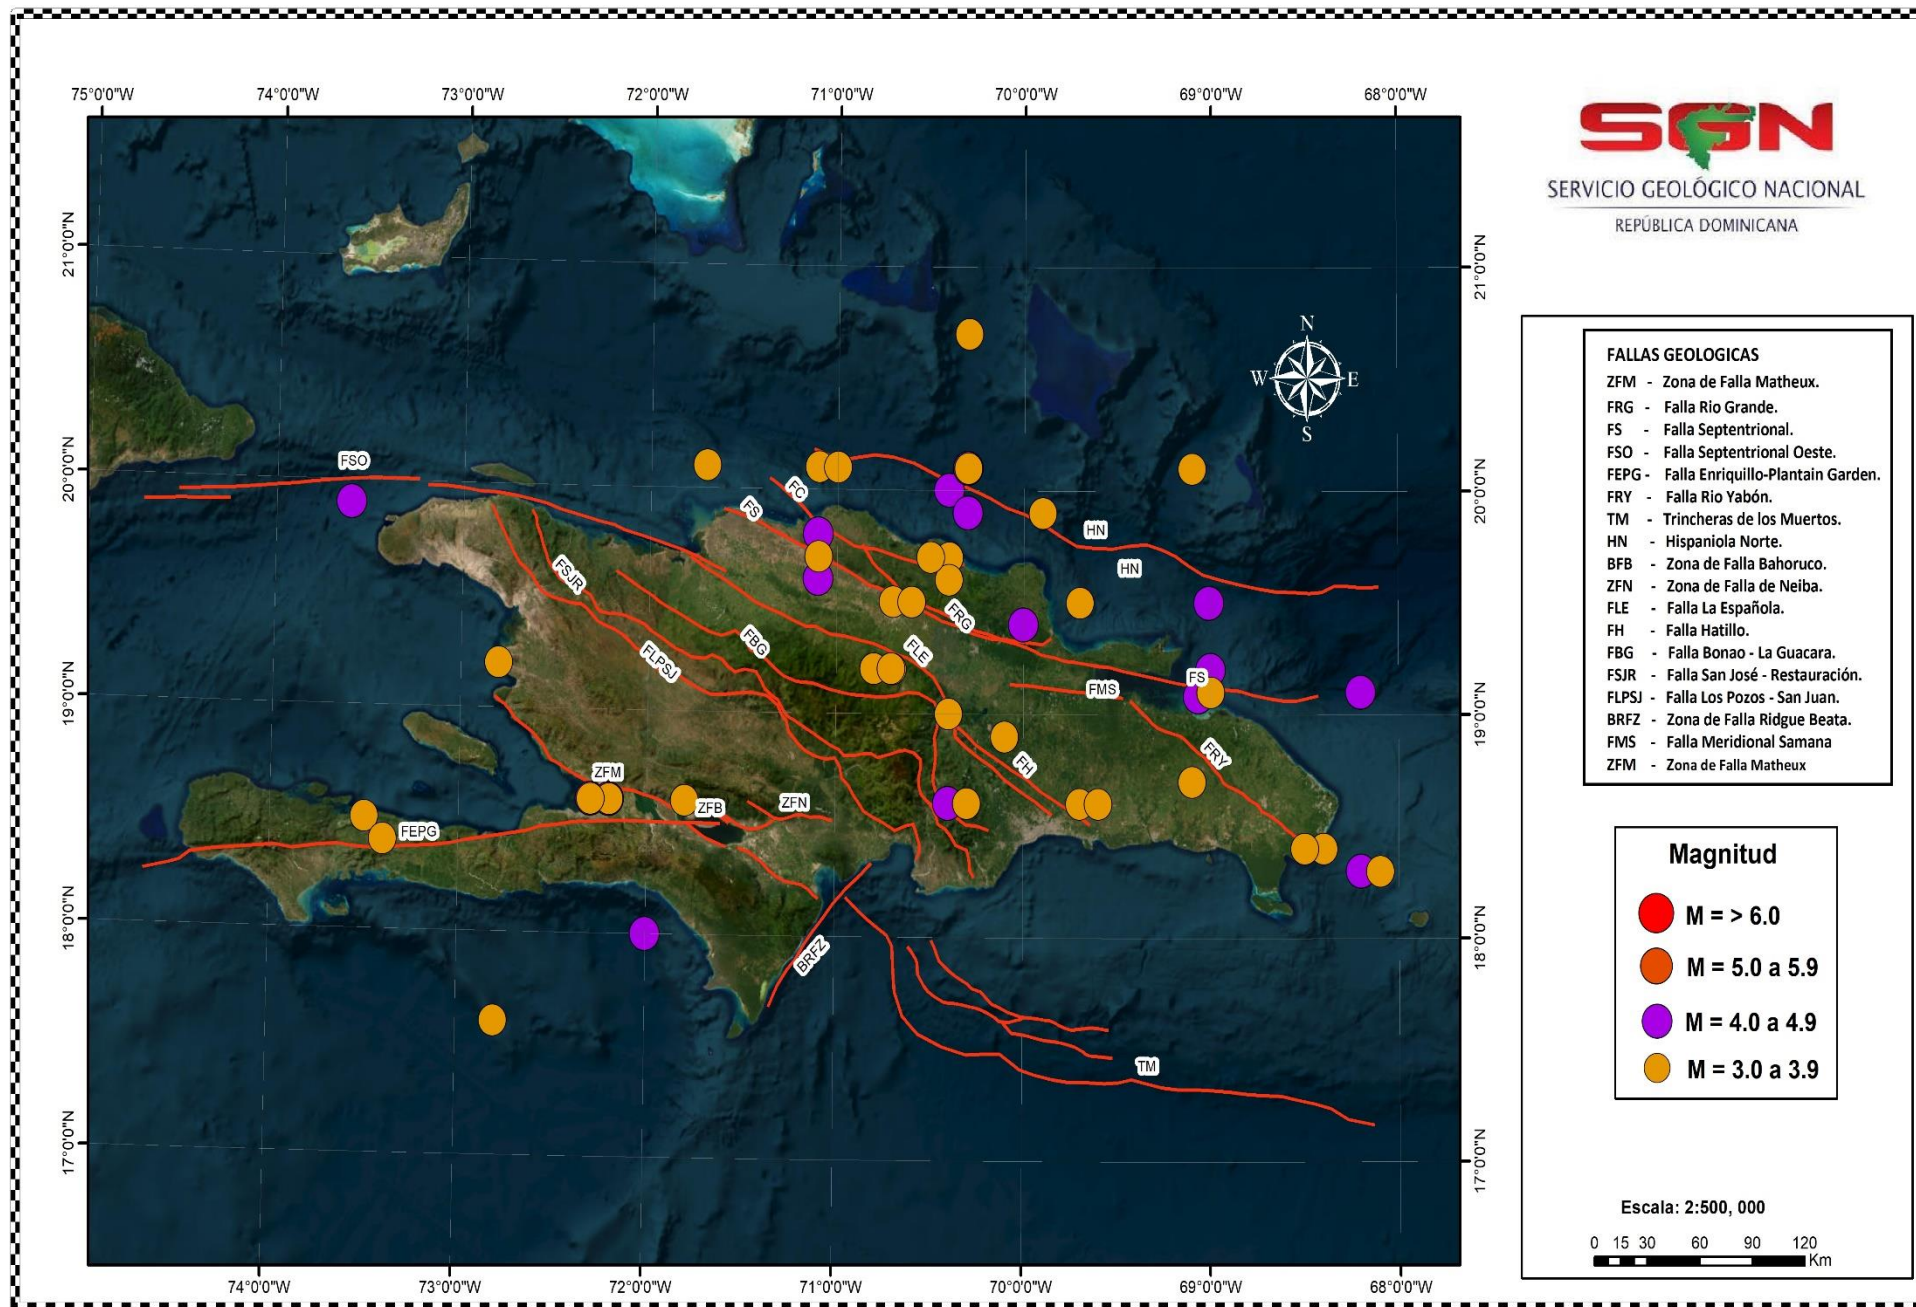 75°0'0"W 74°0'0"W 73°0'0"W 72°0'0"W 71°0'0"W 70°0'0"W 69°0'0"W 68°0'0"W
21°0'0"N
20°0'0"N
19°0'0"N
18°0'0"N
17°0'0"N
21°0'0"N
20°0'0"N
19°0'0"N
18°0'0"N
17°0'0"N
74°0'0"W 73°0'0"W 72°0'0"W 71°0'0"W 70°0'0"W 69°0'0"W 68°0'0"W
N
W E
S
FSO
FC
FS
HN
HN
FSJR
FRG
FBG
FLE
FLPSJ
FS
FMS
FRY
FH
ZFM
ZFN
ZFB
FEPG
BRFZ
TM
SGN
SERVICIO GEOLÓGICO NACIONAL
REPÚBLICA DOMINICANA
FALLAS GEOLOGICAS
ZFM - Zona de Falla Matheux.
FRG - Falla Rio Grande.
FS - Falla Septentrional.
FSO - Falla Septentrional Oeste.
FEPG - Falla Enriquillo-Plantain Garden.
FRY - Falla Rio Yabón.
TM - Trincheras de los Muertos.
HN - Hispaniola Norte.
BFB - Zona de Falla Bahoruco.
ZFN - Zona de Falla de Neiba.
FLE - Falla La Española.
FH - Falla Hatillo.
FBG - Falla Bonao - La Guacara.
FSJR - Falla San José - Restauración.
FLPSJ - Falla Los Pozos - San Juan.
BRFZ - Zona de Falla Ridgue Beata.
FMS - Falla Meridional Samana
ZFM - Zona de Falla Matheux
Magnitud
M = > 6.0
M = 5.0 a 5.9
M = 4.0 a 4.9
M = 3.0 a 3.9
Escala: 2:500, 000
0 15 30 60 90 120
Km